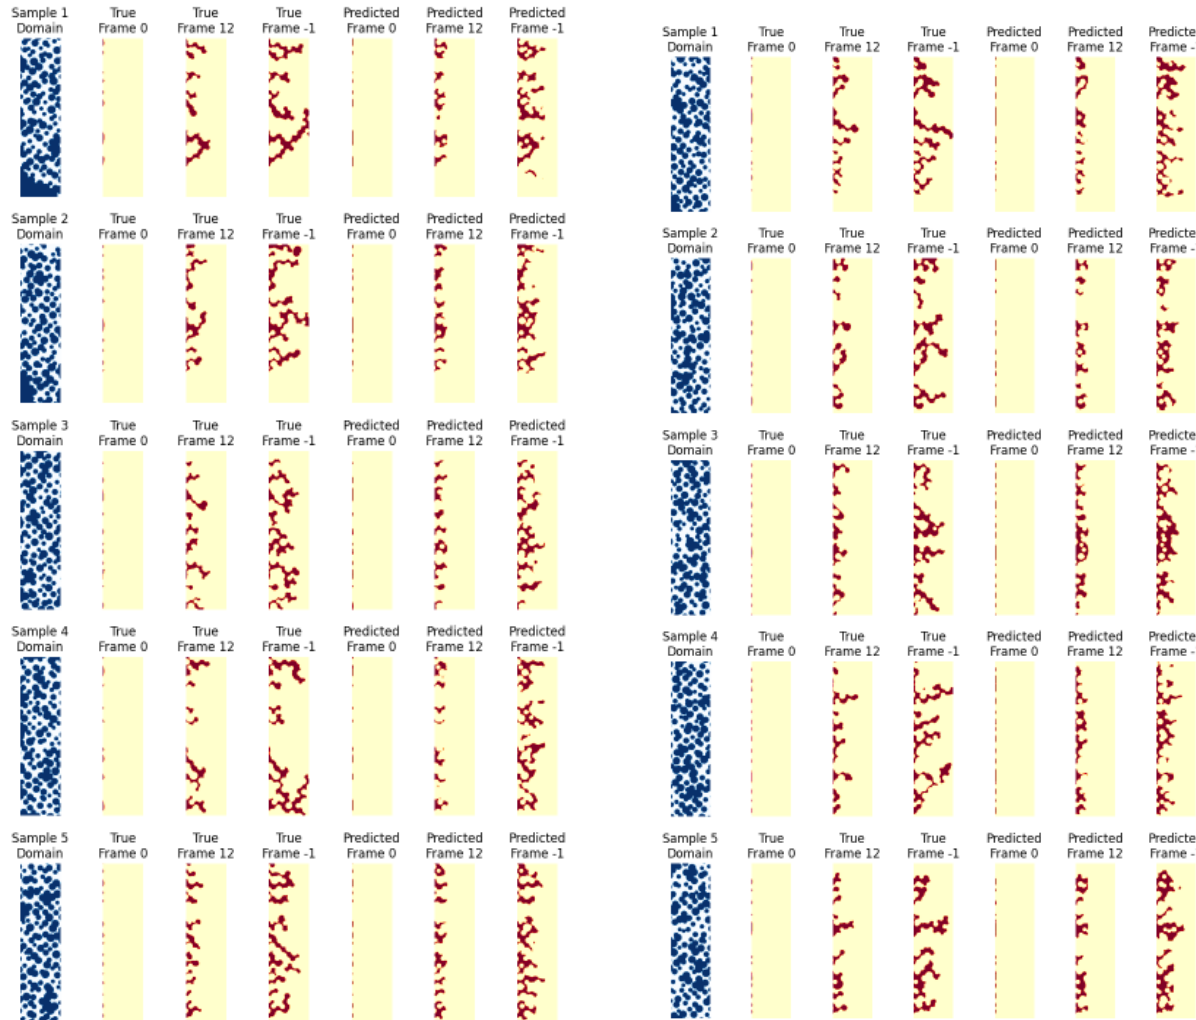 Sample 1 True True True Predicted Predicted Predicted
Domain Frame 0 Frame 12 Frame -1 Frame 0 Frame 12 Frame -1
Sample 2 True True True Predicted Predicted Predicted
Domain Frame 0 Frame 12 Frame -1 Frame 0 Frame 12 Frame -1
Sample 3 True True True Predicted Predicted Predicted
Domain Frame 0 Frame 12 Frame -1 Frame 0 Frame 12 Frame -1
Sample 4 True True True Predicted Predicted Predicted
Domain Frame 0 Frame 12 Frame -1 Frame 0 Frame 12 Frame -1
Sample 5 True True True Predicted Predicted Predicted
Domain Frame 0 Frame 12 Frame -1 Frame 0 Frame 12 Frame -1
Sample 1 True True True Predicted Predicted Predicte
Domain Frame 0 Frame 12 Frame -1 Frame 0 Frame 12 Frame -
Sample 2 True True True Predicted Predicted Predicte
Domain Frame 0 Frame 12 Frame -1 Frame 0 Frame 12 Frame -
Sample 3 True True True Predicted Predicted Predicte
Domain Frame 0 Frame 12 Frame -1 Frame 0 Frame 12 Frame -
Sample 4 True True True Predicted Predicted Predicte
Domain Frame 0 Frame 12 Frame -1 Frame 0 Frame 12 Frame -
Sample 5 True True True Predicted Predicted Predicte
Domain Frame 0 Frame 12 Frame -1 Frame 0 Frame 12 Frame -